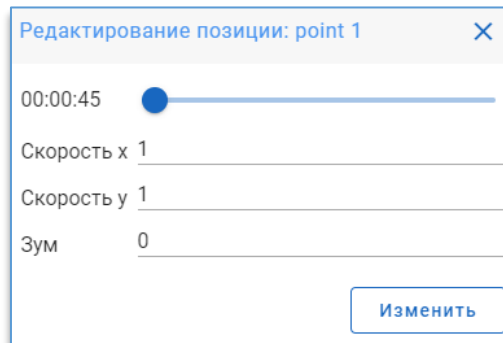 Редактирование позиции: point 1
00:00:45
Скорость x 1
Скорость y 1
Зум 0
Изменить